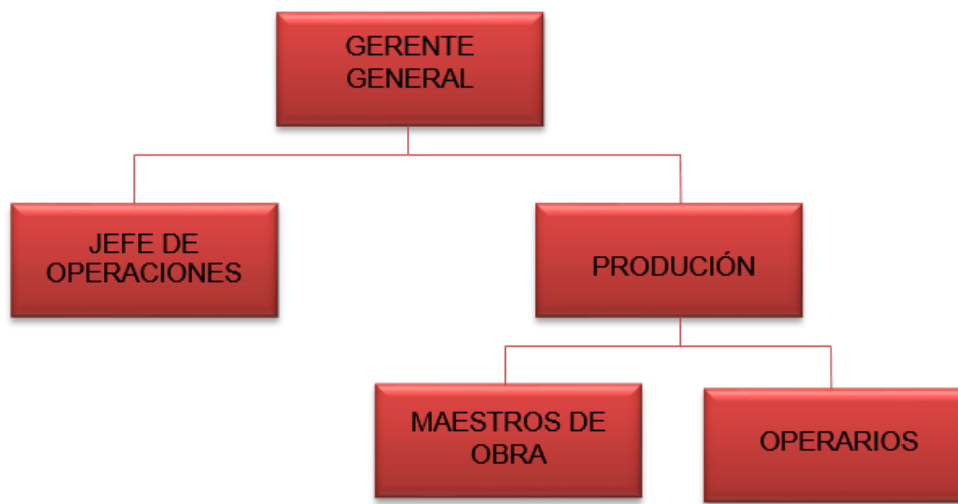 GERENTE
GENERAL
JEFE DE
OPERACIONES
PRODUCIÓN
MAESTROS DE
OBRA
OPERARIOS